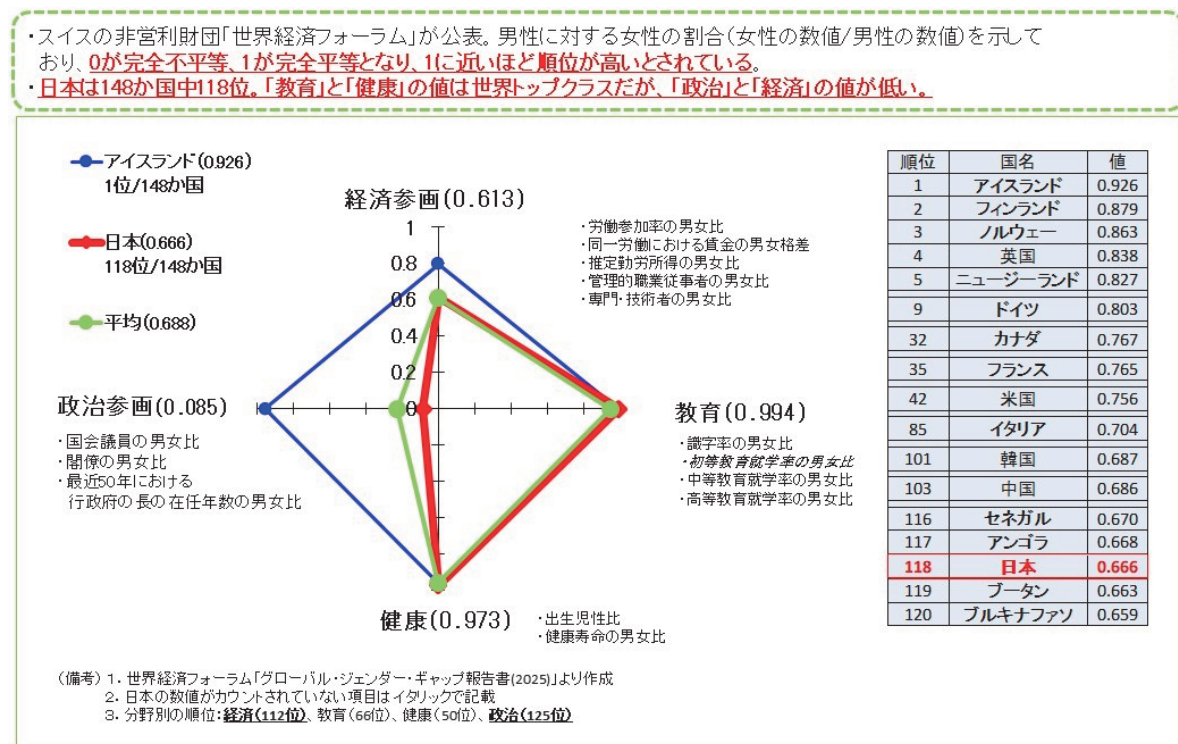 ・スイスの非営利財団「世界経済フォーラム」が公表。男性に対する女性の割合(女性の数値/男性の数値)を示して
おり、0が完全不平等、1が完全平等となり、1に近いほど順位が高いとされている。
・日本は148か国中118位。「教育」と「健康」の値は世界トップクラスだが、「政治」と「経済」の値が低い。
アイスランド(0.926)
1位/148か国
日本(0.666)
118位/148か国
平均(0.688)
経済参画(0.613)
・労働参加率の男女比
・同一労働における賃金の男女格差
・推定勤労所得の男女比
・管理的職業従事者の男女比
・専門・技術者の男女比
1
0.8
0.6
0.4
0.2
0
政治参画(0.085)
・国会議員の男女比
・閣僚の男女比
・最近50年における
行政府の長の在任年数の男女比
教育(0.994)
・識字率の男女比
・初等教育就学率の男女比
・中等教育就学率の男女比
・高等教育就学率の男女比
健康(0.973)
・出生児性比
・健康寿命の男女比
順位 国名 値
1 アイスランド 0.926
2 フィンランド 0.879
3 ノルウェー 0.863
4 英国 0.838
5 ニュージーランド 0.827
9 ドイツ 0.803
32 カナダ 0.767
35 フランス 0.765
42 米国 0.756
85 イタリア 0.704
101 韓国 0.687
103 中国 0.686
116 セネガル 0.670
117 アンゴラ 0.668
118 日本 0.666
119 ブータン 0.663
120 ブルキナファソ 0.659
(備考) 1. 世界経済フォーラム「グローバル・ジェンダー・ギャップ報告書(2025)」より作成
2. 日本の数値がカウントされていない項目はイタリックで記載
3. 分野別の順位:経済(112位)、教育(66位)、健康(50位)、政治(125位)